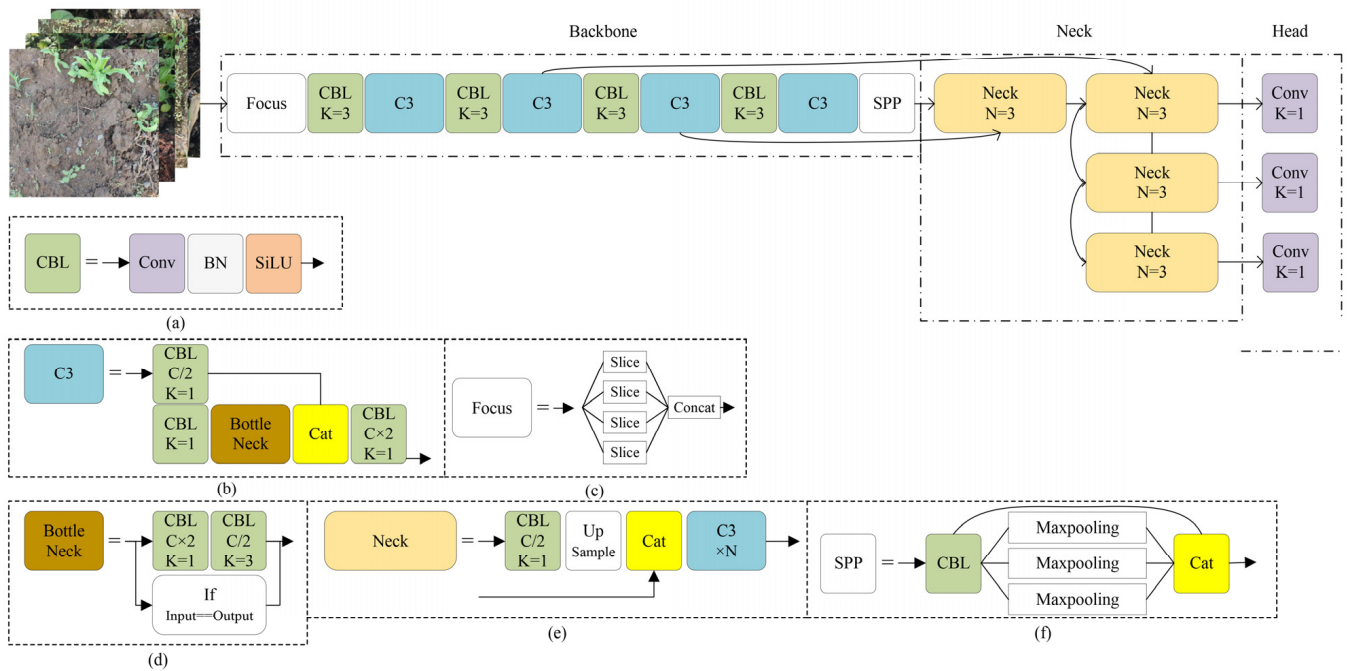 Backbone
Neck
Head
Focus
CBL
K=3
C3
CBL
K=3
C3
CBL
K=3
C3
CBL
K=3
C3
SPP
Neck
N=3
Neck
N=3
Conv
K=1
Neck
N=3
Conv
K=1
Neck
N=3
Conv
K=1
CBL
=
Conv
BN
SiLU
(a)
C3
=
CBL
C/2
K=1
CBL
K=1
Bottle
Neck
Cat
CBL
C×2
K=1
(b)
Focus
=
Slice
Slice
Slice
Slice
Concat
(c)
Bottle
Neck
=
CBL
C×2
K=1
CBL
C/2
K=3
If
Input==Output
(d)
Neck
=
CBL
C/2
K=1
Up
Sample
Cat
C3
×N
(e)
SPP
=
CBL
Maxpooling
Maxpooling
Maxpooling
Cat
(f)